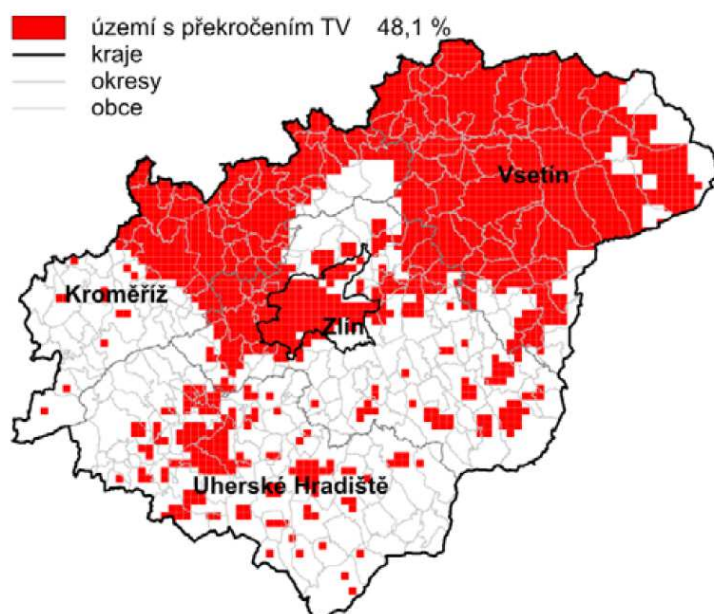 území s překročením TV 48,1 %
kraje
okresy
obce
Vsetín
Kroměříž
Zlín
Uherské Hradiště